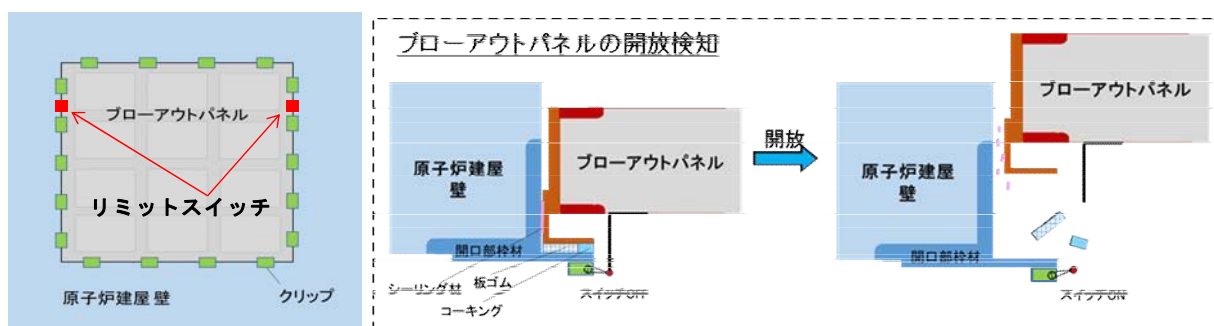 ブローアウトパネル
リミットスイッチ
原子炉建屋 壁
クリップ
ブローアウトパネルの開放検知
原子炉建屋
壁
ブローアウトパネル
開口部枠材
シーリング材
板ゴム
コーキング
スイッチOFF
開放
ブローアウトパネル
原子炉建屋
壁
開口部枠材
スイッチON